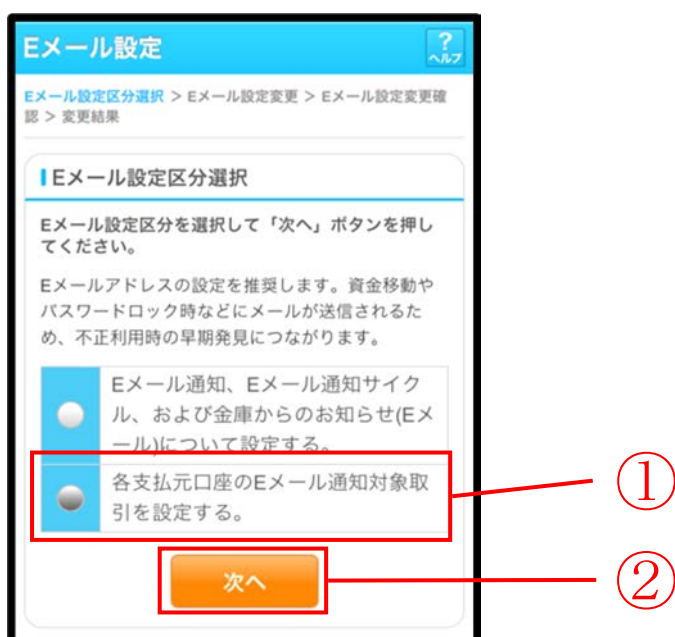 Eメール設定
?
ヘルプ
Eメール設定区分選択 > Eメール設定変更 > Eメール設定変更確
認 > 変更結果
Eメール設定区分選択
Eメール設定区分を選択して「次へ」ボタンを押し
てください。
Eメールアドレスの設定を推奨します。資金移動や
パスワードロック時などにメールが送信されるた
め、不正利用時の早期発見につながります。
Eメール通知、Eメール通知サイク
ル、および金庫からのお知らせ(Eメ
ール)について設定する。
各支払元口座のEメール通知対象取
引を設定する。
①
次へ
②